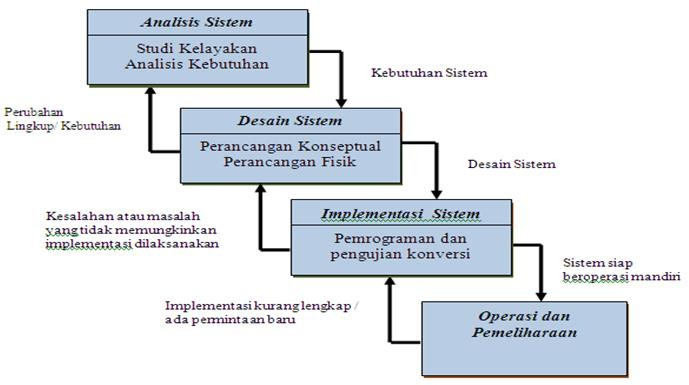 Analisis Sistem
Studi Kelayakan
Analisis Kebutuhan
Kebutuhan Sistem
Perubahan
Lingkup/ Kebutuhan
Desain Sistem
Perancangan Konseptual
Perancangan Fisik
Desain Sistem
Kesalahan atau masalah
yang tidak memungkinkan
implementasi dilaksanakan
Implementasi Sistem
Pemrograman dan
pengujian konversi
Sistem siap
beroperasi mandiri
Implementasi kurang lengkap /
ada permintaan baru
Operasi dan
Pemeliharaan